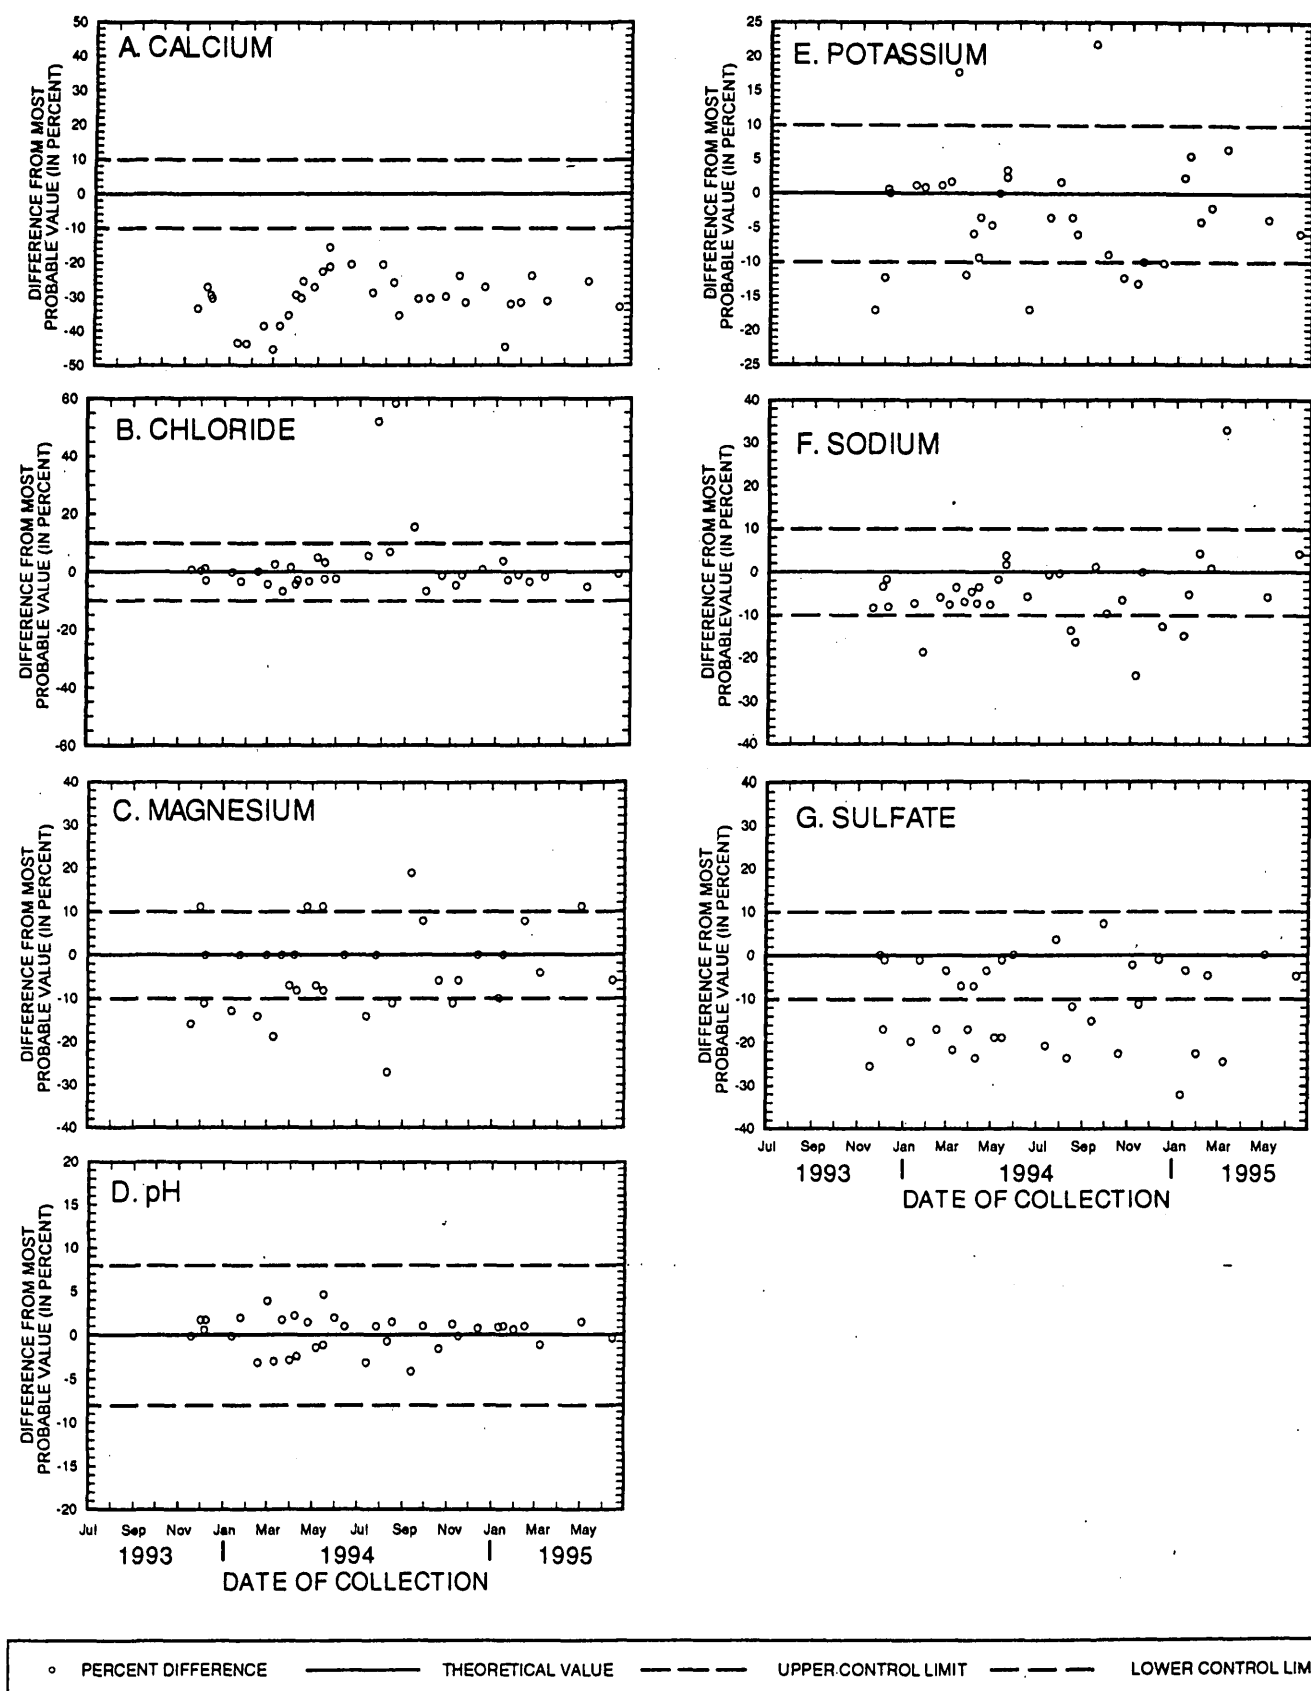 A. CALCIUM
DIFFERENCE FROM MOST
PROBABLE VALUE (IN PERCENT)
50
40
30
20
10
0
-10
-20
-30
-40
-50
B. CHLORIDE
DIFFERENCE FROM MOST
PROBABLE VALUE (IN PERCENT)
60
40
20
0
-20
-40
-60
C. MAGNESIUM
DIFFERENCE FROM MOST
PROBABLE VALUE (IN PERCENT)
40
30
20
10
0
-10
-20
-30
-40
D. pH
DIFFERENCE FROM MOST
PROBABLE VALUE (IN PERCENT)
20
15
10
5
0
-5
-10
-15
-20
Jul Sep Nov Jan Mar May Jul Sep Nov Jan Mar May
1993 1994 1995
DATE OF COLLECTION
E. POTASSIUM
DIFFERENCE FROM MOST
PROBABLE VALUE (IN PERCENT)
25
20
15
10
5
0
-5
-10
-15
-20
-25
F. SODIUM
DIFFERENCE FROM MOST
PROBABLEVALUE (IN PERCENT)
40
30
20
10
0
-10
-20
-30
-40
G. SULFATE
DIFFERENCE FROM MOST
PROBABLE VALUE (IN PERCENT)
40
30
20
10
0
-10
-20
-30
-40
Jul Sep Nov Jan Mar May Jul Sep Nov Jan Mar May
1993 1994 1995
DATE OF COLLECTION
PERCENT DIFFERENCE THEORETICAL VALUE UPPER CONTROL LIMIT LOWER CONTROL LIM